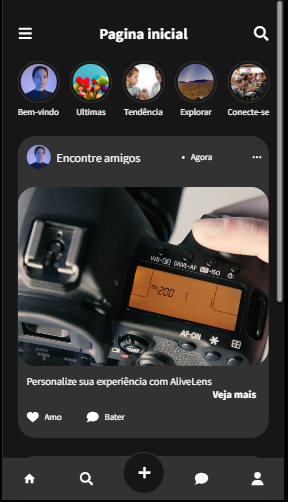 Pagina inicial
Bem-vindo Ultimas Tendência Explorar Conecte-se
Encontre amigos • Agora
VIS- DRIVE-AF -ISO
200
AF-ON
Personalize sua experiência com AliveLens
Veja mais
Amo Bater